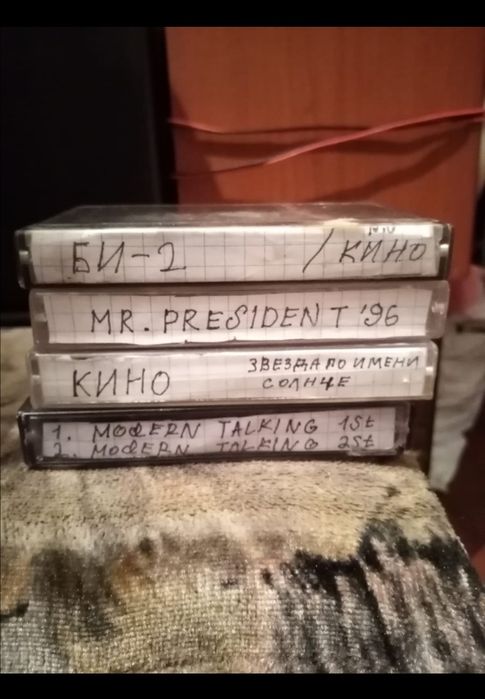 БИ-2 / КИНО
MR. PRESIDENT '96
КИНО
ЗВЕЗДА ПО ИМЕНИ
СОЛНЦЕ
1. MODERN TALKING 1St
2. MODERN TALKING 2St